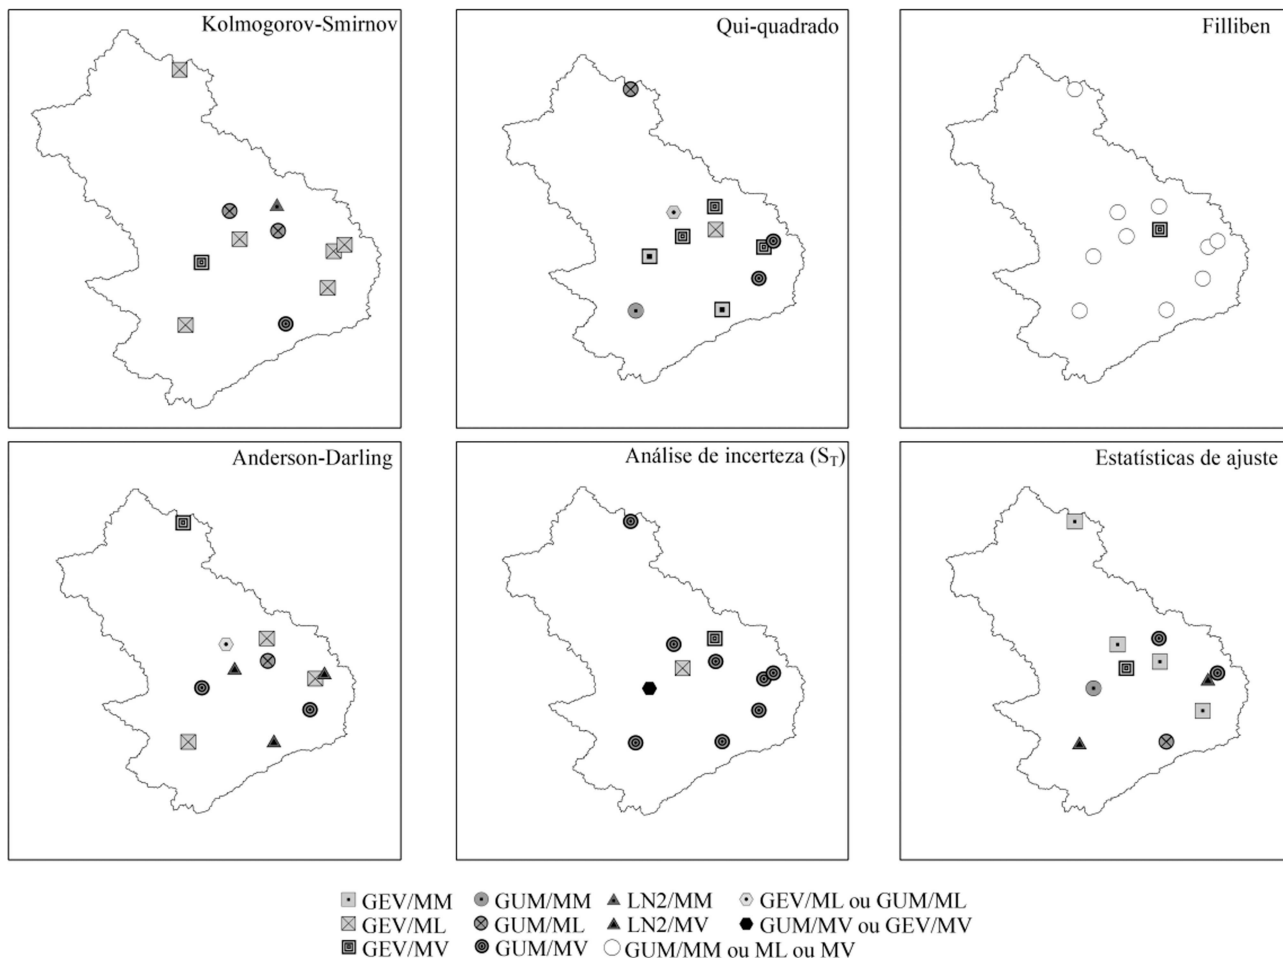 Kolmogorov-Smirnov
Qui-quadrado
Filliben
Anderson-Darling
Análise de incerteza (S_T)
Estatísticas de ajuste
GEV/MM GUM/MM LN2/MM GEV/ML ou GUM/ML
GEV/ML GUM/ML LN2/MV GUM/MV ou GEV/MV
GEV/MV GUM/MV GUM/MM ou ML ou MV